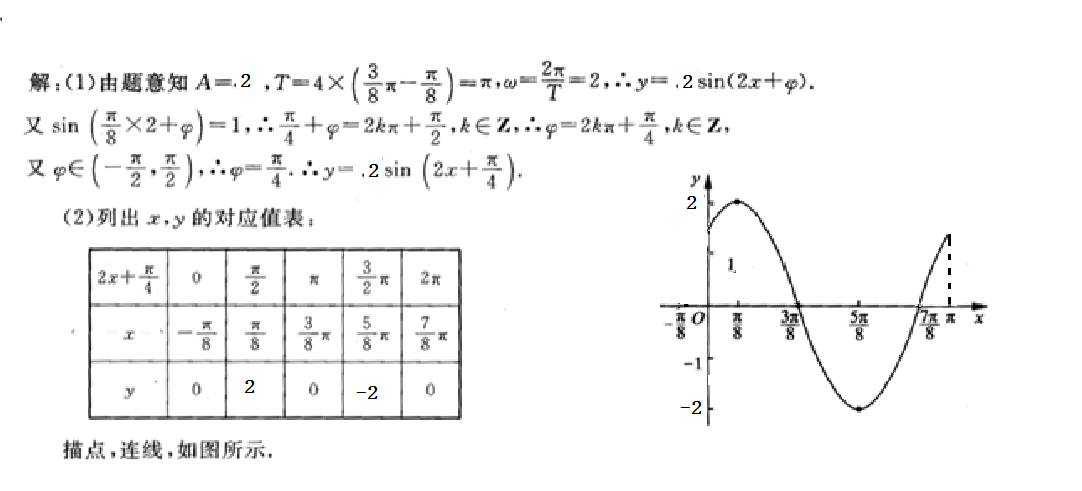 解:(1)由题意知 A=.2 ,T=4×(3/8π-π/8)=π,ω=2π/T=2,∴y= .2 sin(2x+φ).
又 sin (π/8×2+φ)=1,∴π/4+φ=2kπ+π/2,k∈Z,∴φ=2kπ+π/4,k∈Z,
又 φ∈(-π/2,π/2),∴φ=π/4.∴y= .2 sin (2x+π/4).
(2)列出 x,y 的对应值表:
2x+π/4 0 π/2 π 3/2π 2π
x -π/8 π/8 3/8π 5/8π 7/8π
y 0 2 0 -2 0
描点,连线,如图所示.
y
2
1
-π/8 O π/8 3π/8 5π/8 7π/8 π x
-1
-2